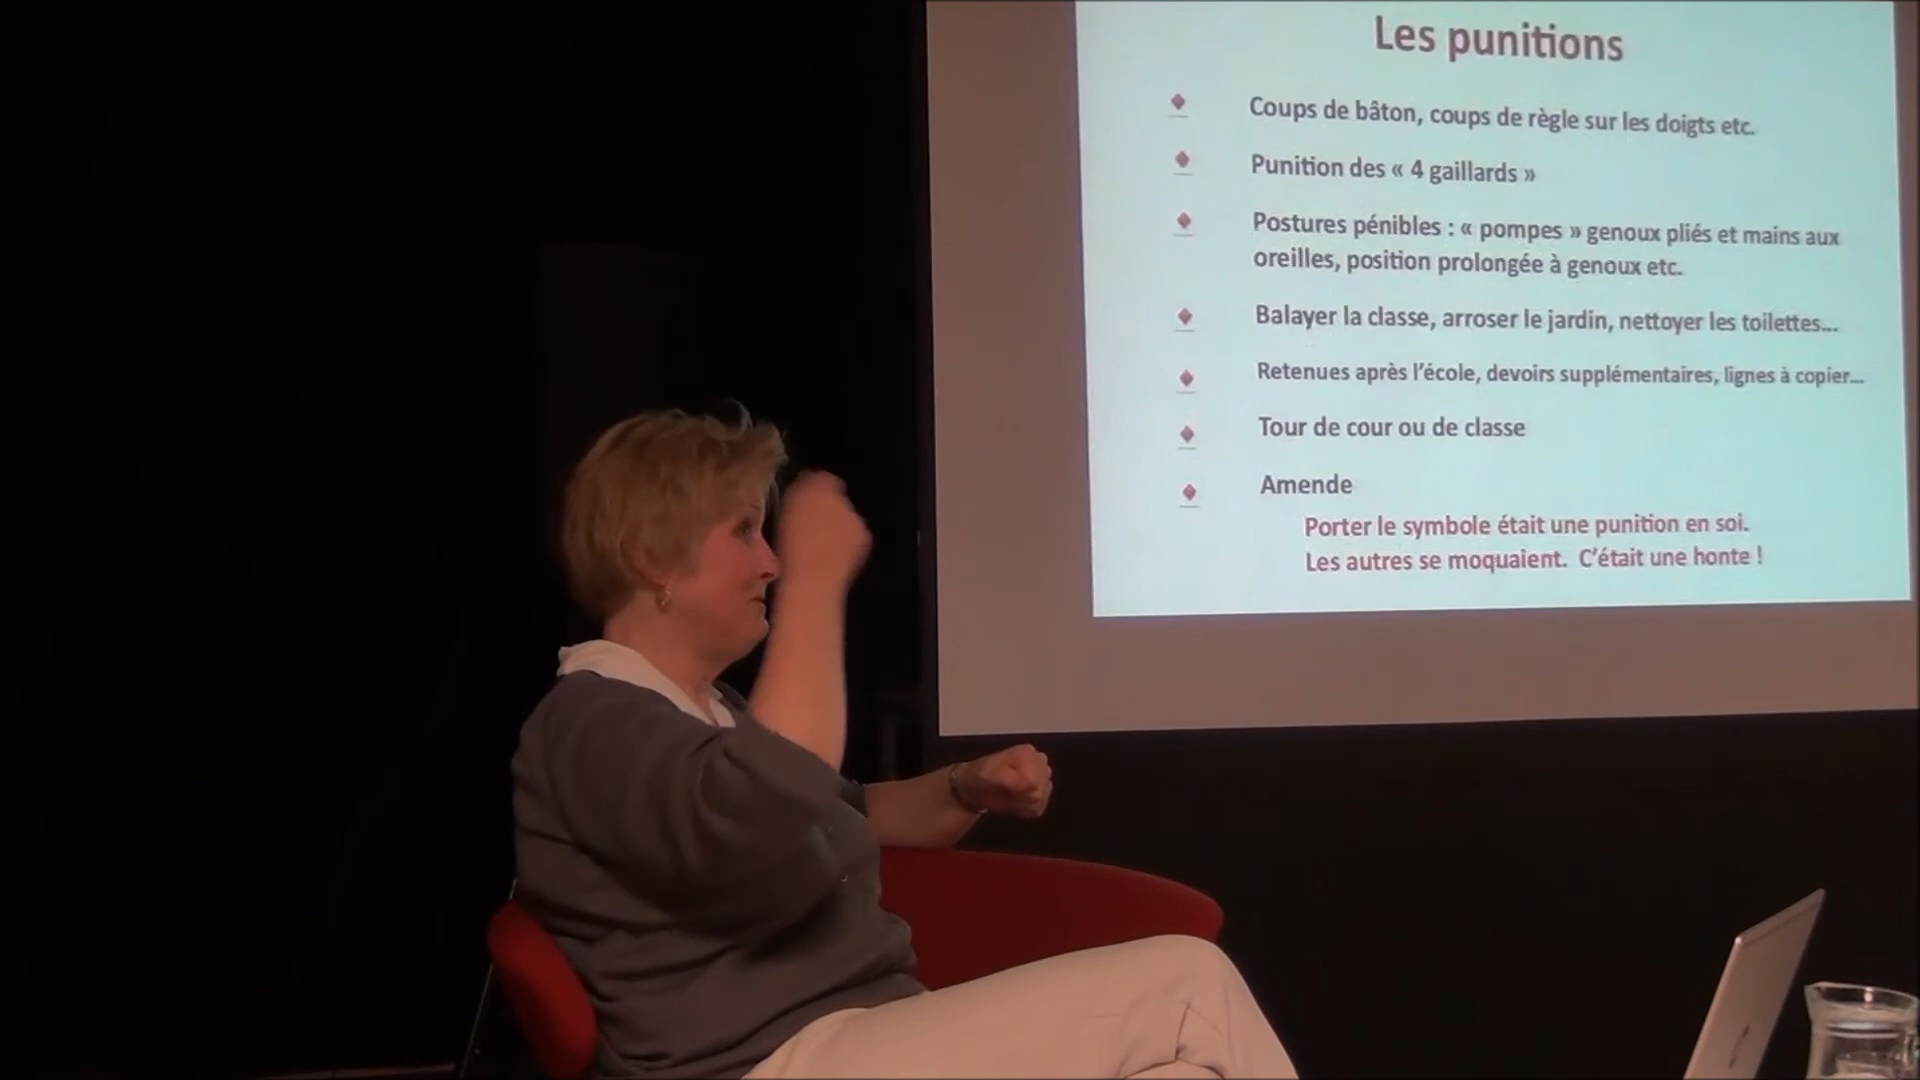 Les punitions
Coups de bâton, coups de règle sur les doigts etc.
Punition des « 4 gaillards »
Postures pénibles : « pompes » genoux pliés et mains aux
oreilles, position prolongée à genoux etc.
Balayer la classe, arroser le jardin, nettoyer les toilettes...
Retenues après l'école, devoirs supplémentaires, lignes à copier...
Tour de cour ou de classe
Amende
Porter le symbole était une punition en soi.
Les autres se moquaient. C'était une honte !